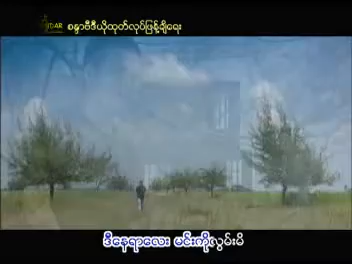 စန္ဒာဗီဒီယိုထုတ်လုပ်ဖြန့်ချိရေး
ဒီနေရာလေး မင်းကိုလွမ်းမိ